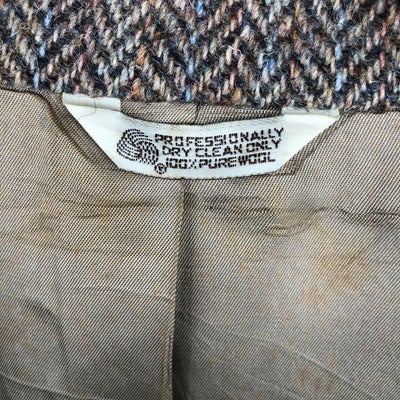 PROFESSIONALLY
DRY CLEAN ONLY
100% PURE WOOL
®